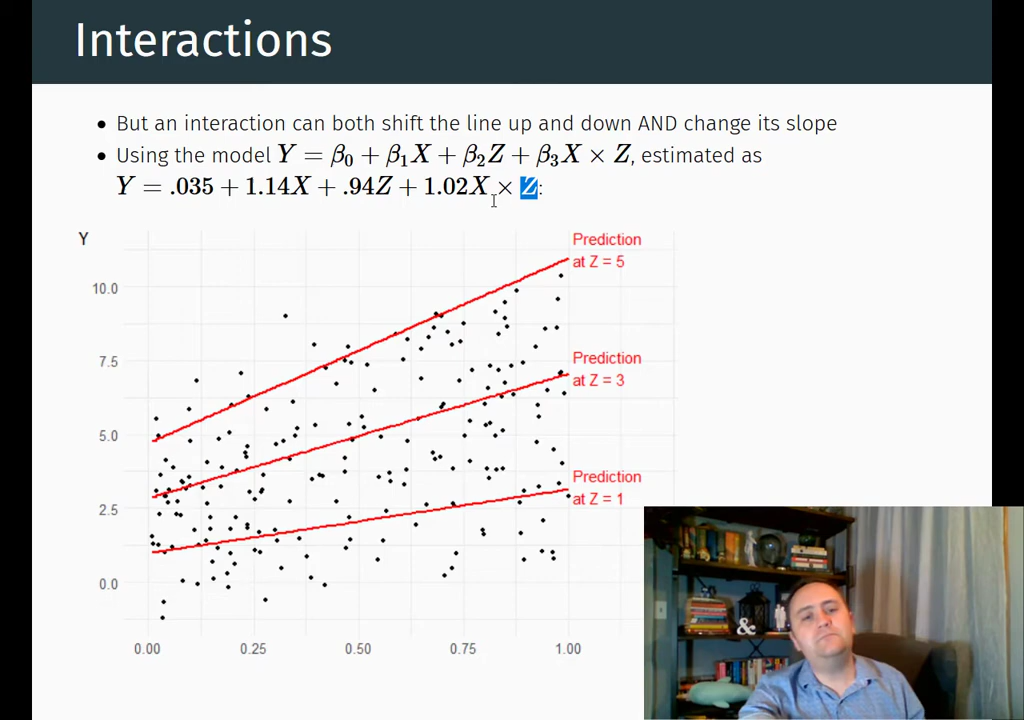 Interactions
• But an interaction can both shift the line up and down AND change its slope
• Using the model Y = β₀ + β₁X + β₂Z + β₃X × Z, estimated as
Y = .035 + 1.14X + .94Z + 1.02X × Z:
Y
Prediction
at Z = 5
10.0
Prediction
at Z = 3
7.5
5.0
Prediction
at Z = 1
2.5
0.0
&
0.00 0.25 0.50 0.75 1.00